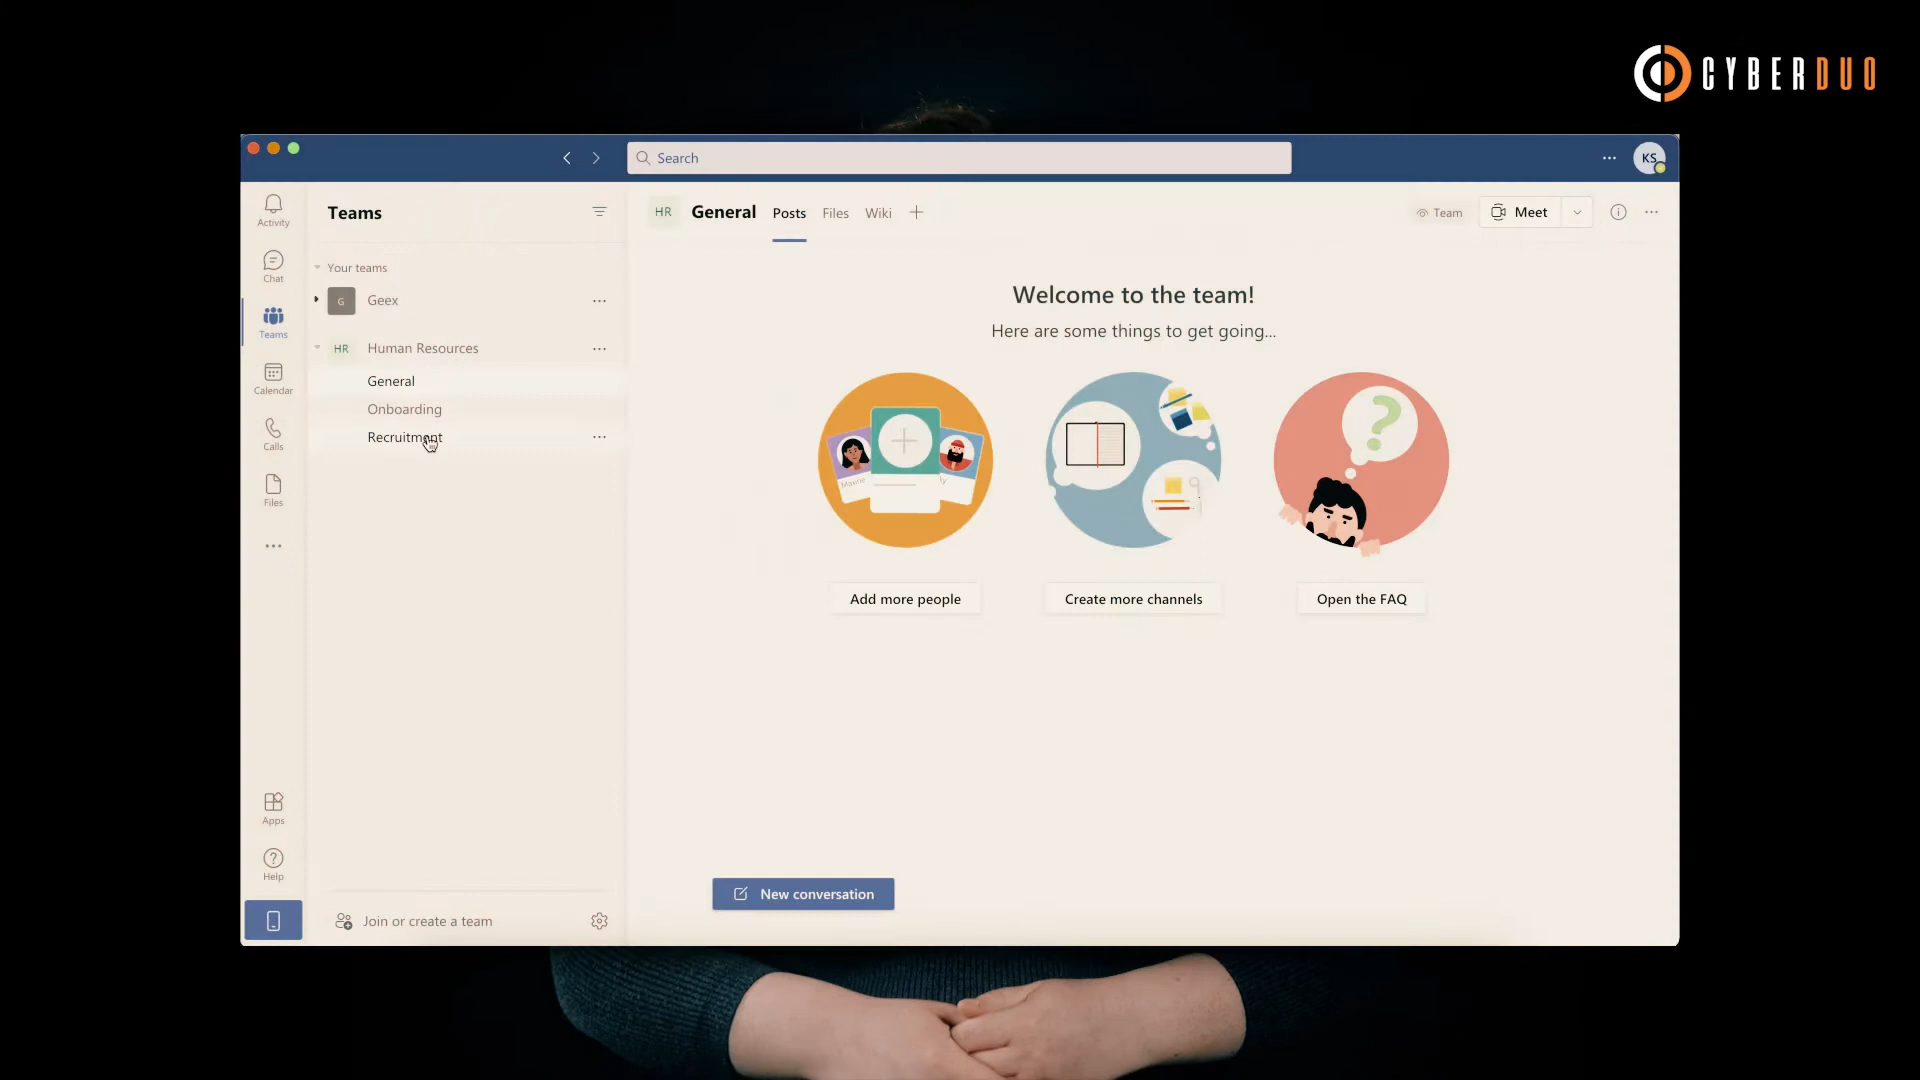 CYBERDUO
Search
KS
Activity
Chat
Teams
Calendar
Calls
Files
Apps
Help
Teams
Your teams
G Geex
HR Human Resources
General
Onboarding
Recruitment
Join or create a team
HR General Posts Files Wiki
Team Meet
Welcome to the team!
Here are some things to get going...
Maxine
Add more people
Create more channels
Open the FAQ
New conversation